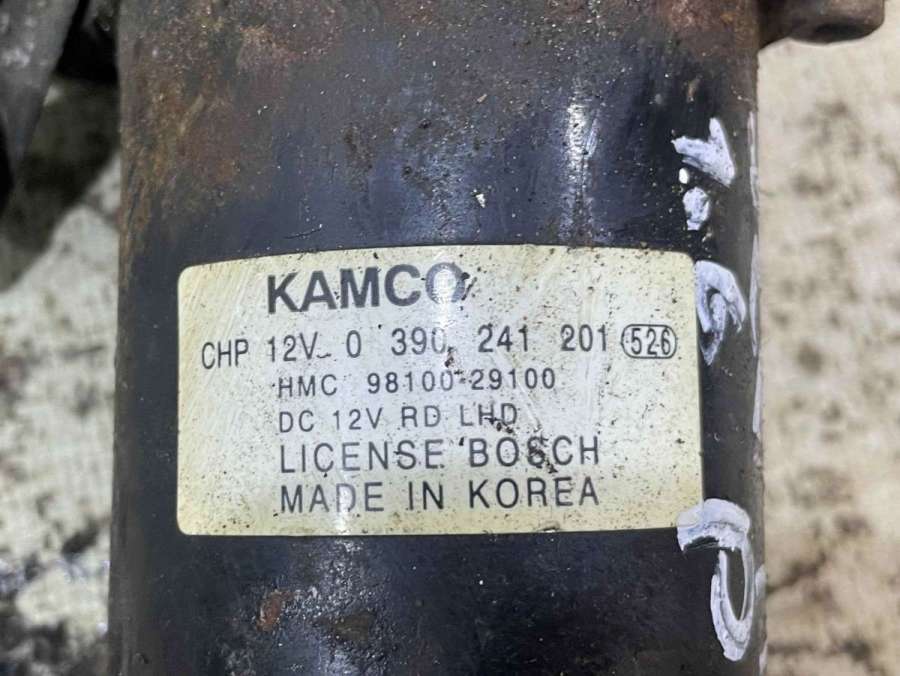 KAMCO
CHP 12V 0 390 241 201 526
HMC 98100-29100
DC 12V RD LHD
LICENSE BOSCH
MADE IN KOREA